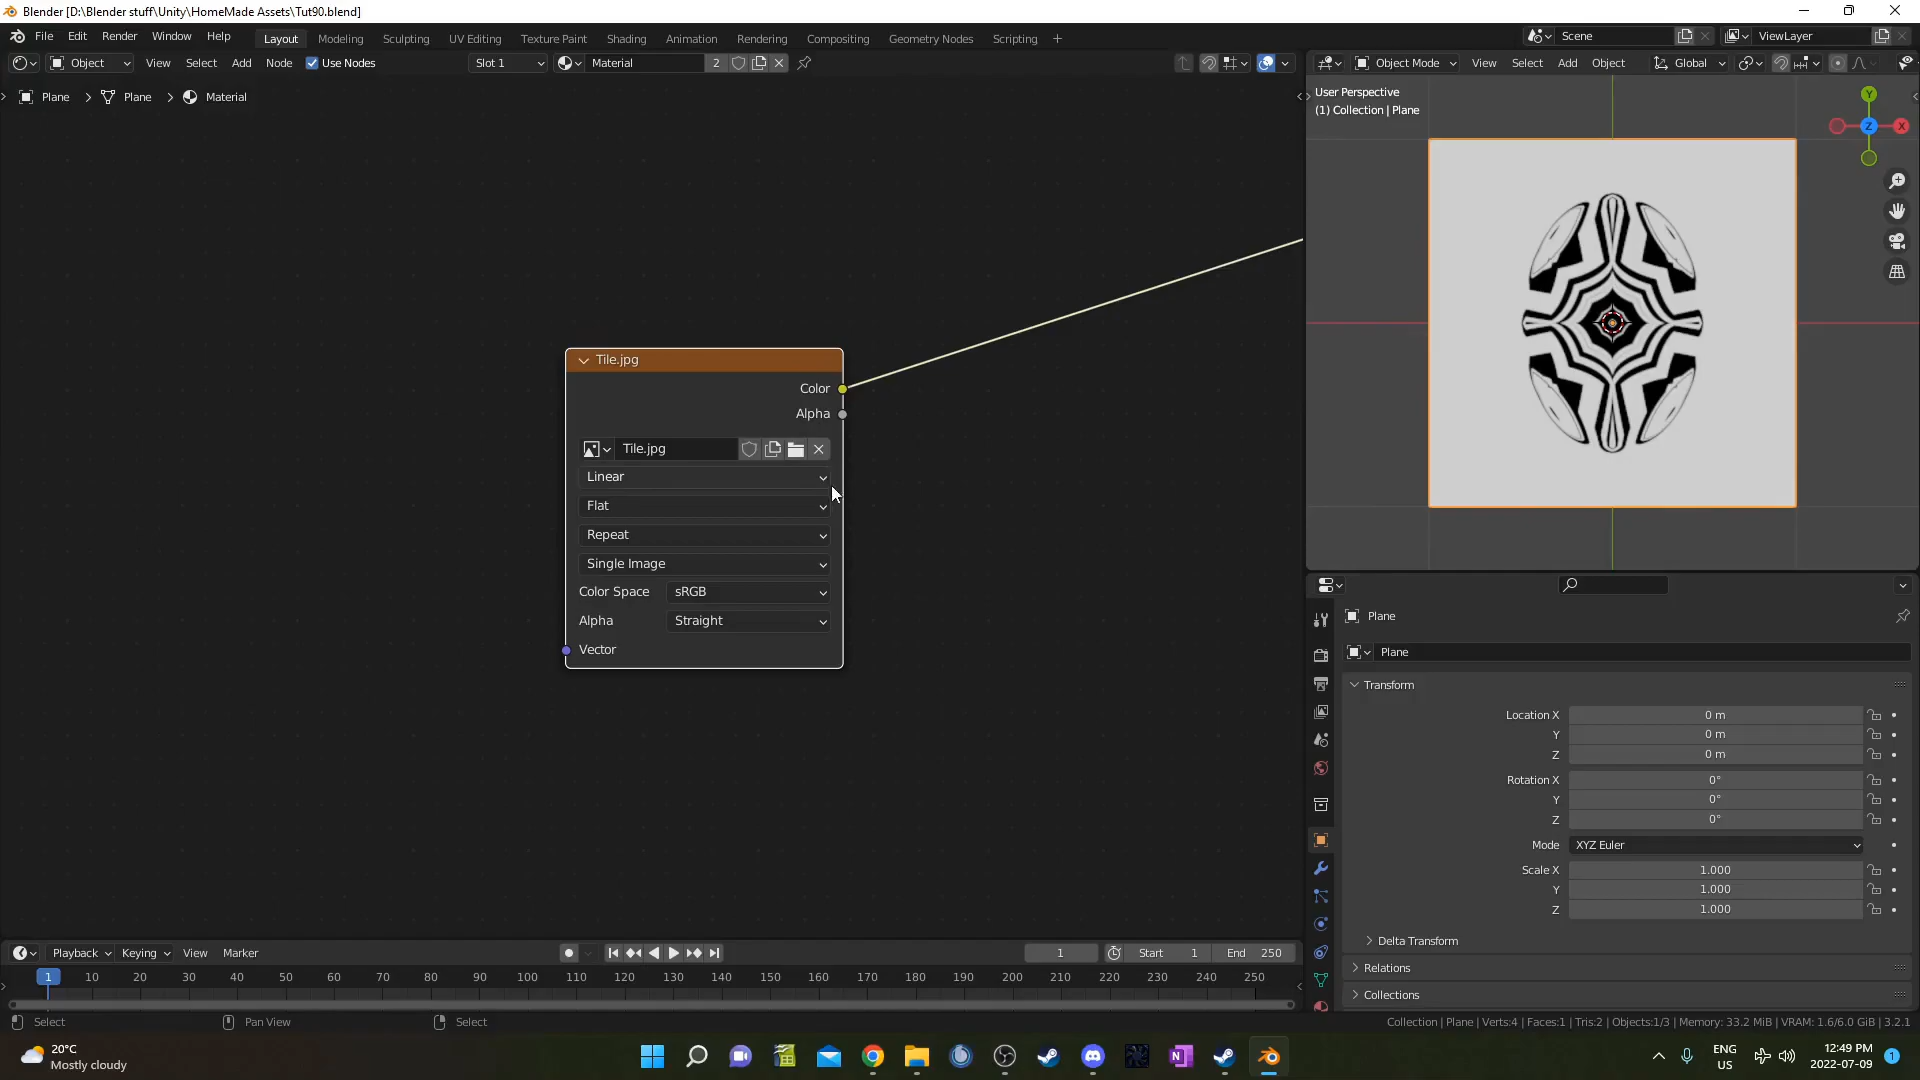 Blender [D:\Blender stuff\Unity\HomeMade Assets\Tut90.blend]
File Edit Render Window Help Layout Modeling Sculpting UV Editing Texture Paint Shading Animation Rendering Compositing Geometry Nodes Scripting Scene ViewLayer
Object View Select Add Node Use Nodes Slot 1 Material 2
Object Mode View Select Add Object Global
Plane Plane Material
User Perspective
(1) Collection | Plane
Y
Z
X
Tile.jpg
Color
Alpha
Tile.jpg
Linear
Flat
Repeat
Single Image
Color Space sRGB
Alpha Straight
Vector
Plane
Plane
Transform
Location X 0 m
Y 0 m
Z 0 m
Rotation X 0°
Y 0°
Z 0°
Mode XYZ Euler
Scale X 1.000
Y 1.000
Z 1.000
Delta Transform
Relations
Collections
Playback Keying View Marker 1 Start 1 End 250
1 10 20 30 40 50 60 70 80 90 100 110 120 130 140 150 160 170 180 190 200 210 220 230 240 250
Select Pan View Select
Collection | Plane | Verts:4 | Faces:1 | Tris:2 | Objects:1/3 | Memory: 33.2 MiB | VRAM: 1.6/6.0 GiB | 3.2.1
20°C
Mostly cloudy
ENG
US
12:49 PM
2022-07-09
1